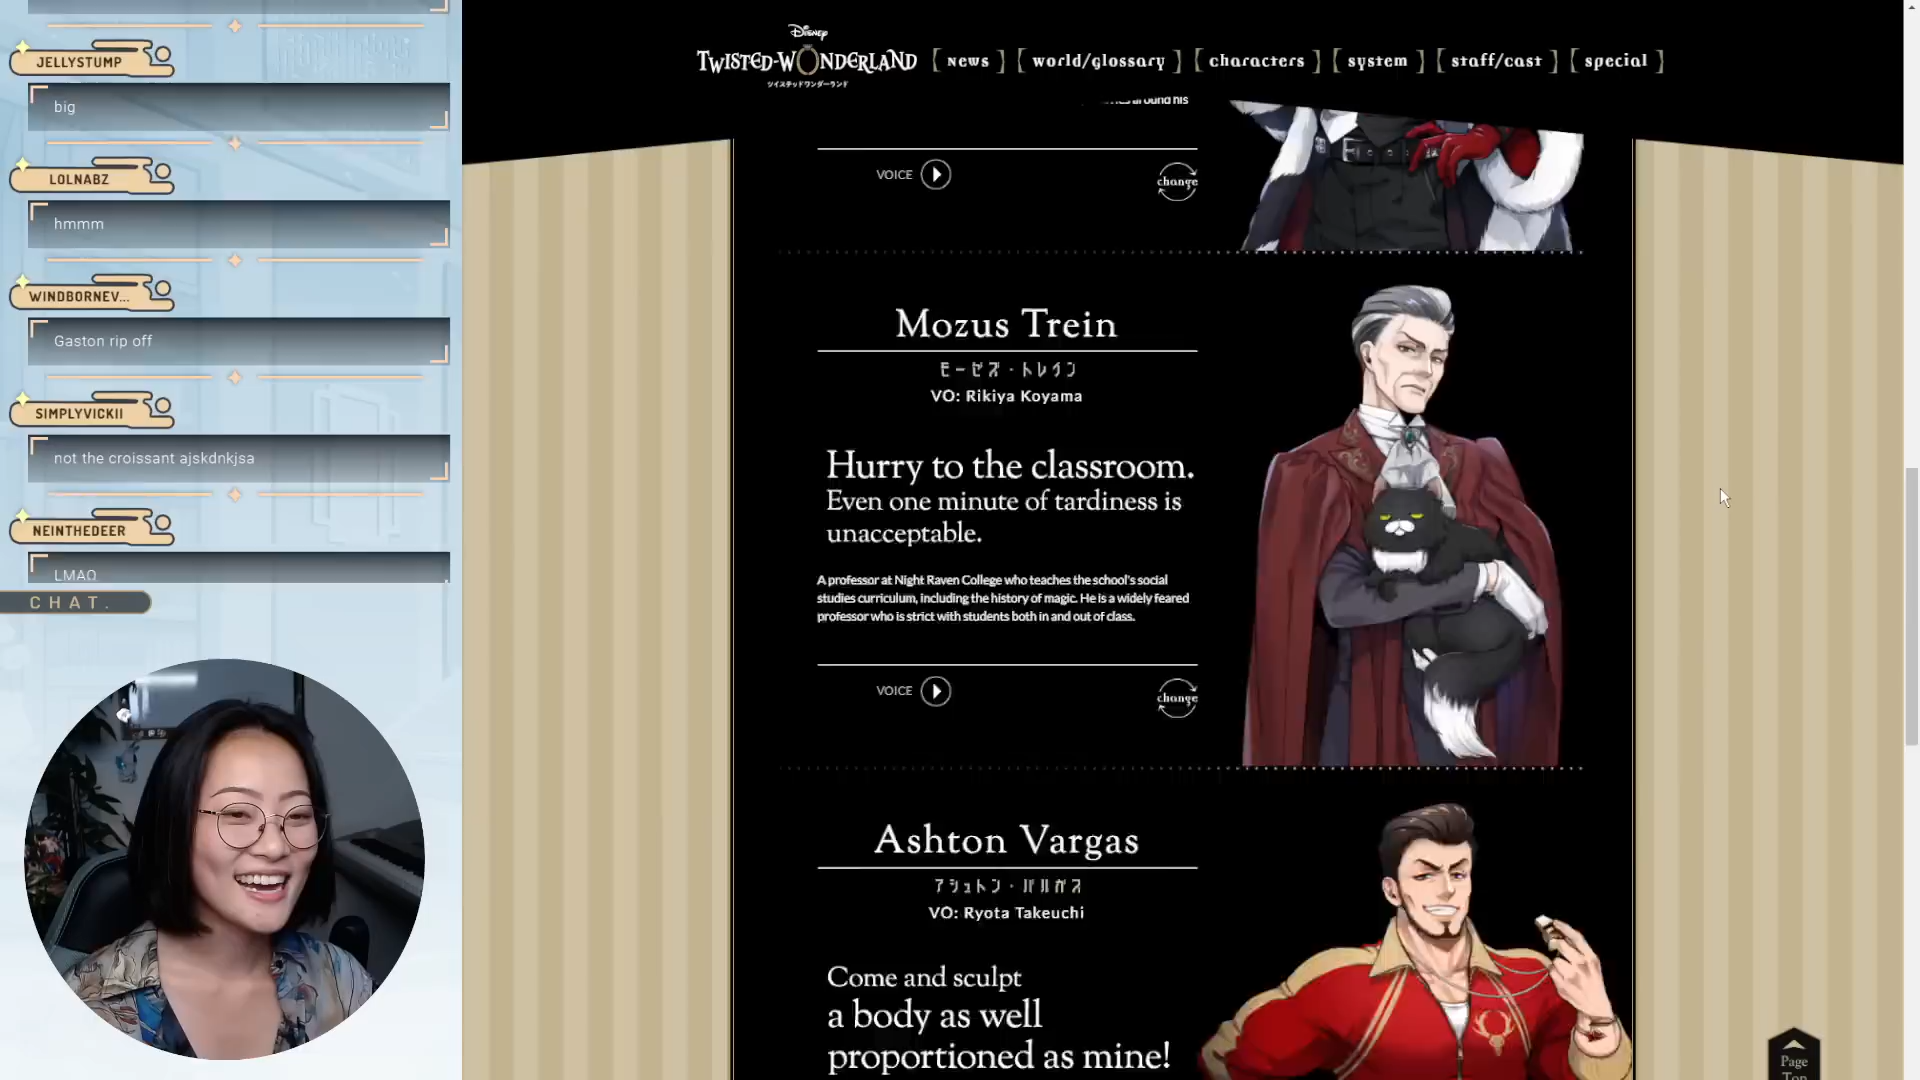 JELLYSTUMP
big
LOLNABZ
hmmm
WINDBORNEV...
Gaston rip off
SIMPLYVICKII
not the croissant ajskdnkjsa
NEINTHEDEER
LMAO
CHAT.
Disney
TWISTED-WONDERLAND
ツイステッドワンダーランド
[ news ] [ world/glossary ] [ characters ] [ system ] [ staff/cast ] [ special ]
around his
VOICE
change
Mozus Trein
モーゼズ・トレイン
VO: Rikiya Koyama
Hurry to the classroom.
Even one minute of tardiness is
unacceptable.
A professor at Night Raven College who teaches the school's social
studies curriculum, including the history of magic. He is a widely feared
professor who is strict with students both in and out of class.
VOICE
change
Ashton Vargas
アシュトン・バルガス
VO: Ryota Takeuchi
Come and sculpt
a body as well
proportioned as mine!
Page
Top